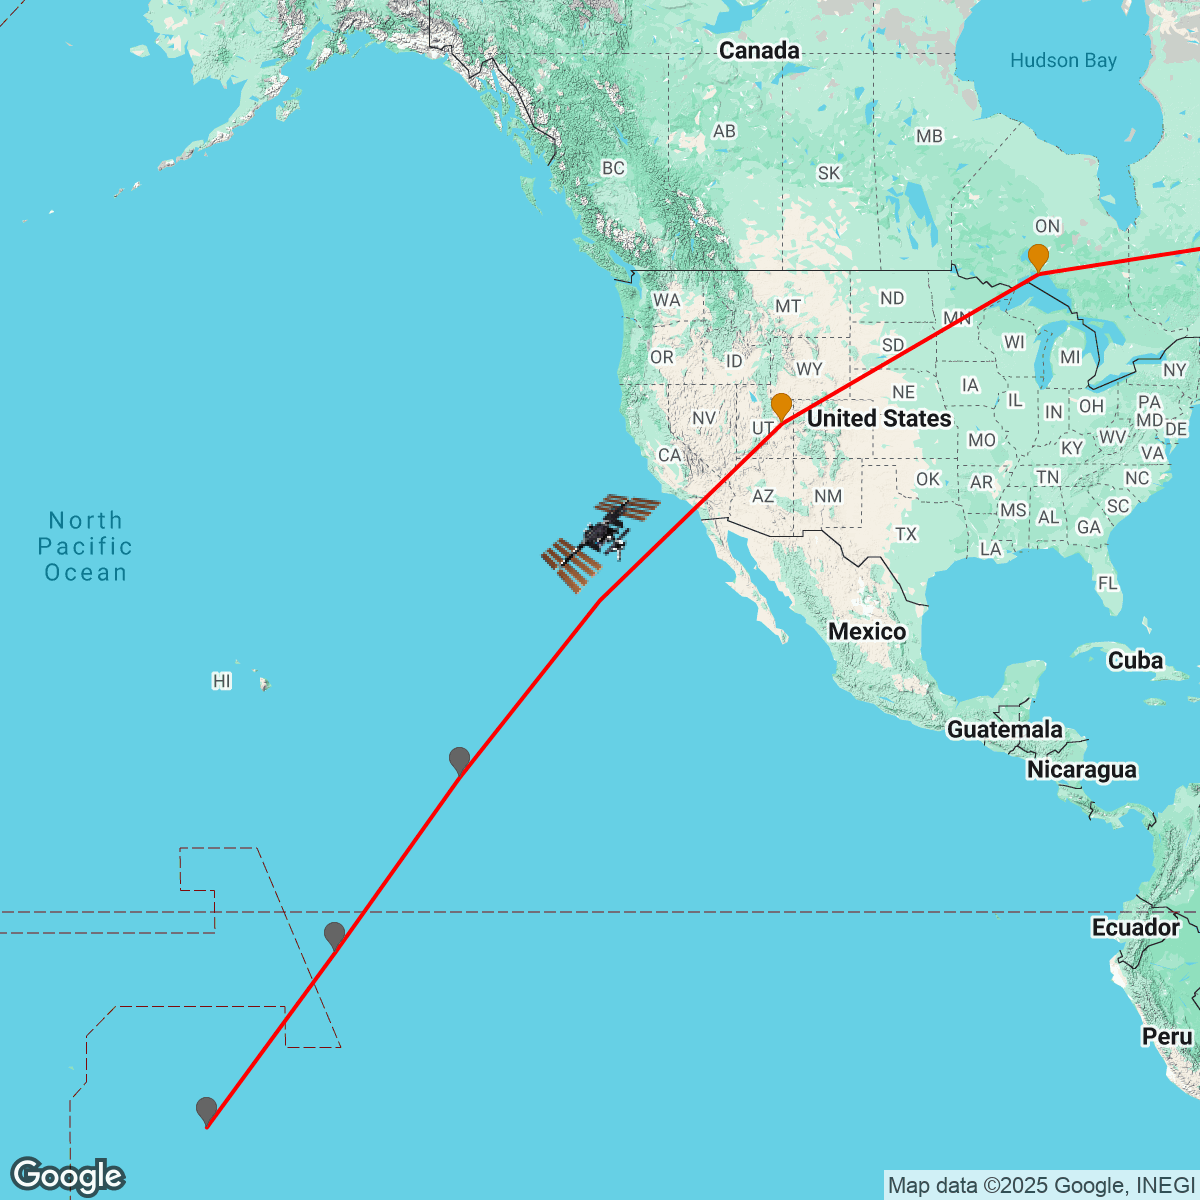 Canada
Hudson Bay
AB
MB
BC
SK
ON
WA
MT
ND
MN
OR
ID
WY
SD
WI
MI
NY
NV
UT
United States
NE
IA
IL
IN
OH
PA
MD
DE
CA
MO
KY
WV
VA
AZ
NM
OK
AR
TN
NC
MS
AL
GA
SC
TX
LA
FL
North
Pacific
Ocean
HI
Mexico
Cuba
Guatemala
Nicaragua
Ecuador
Peru
Google
Map data ©2025 Google, INEGI